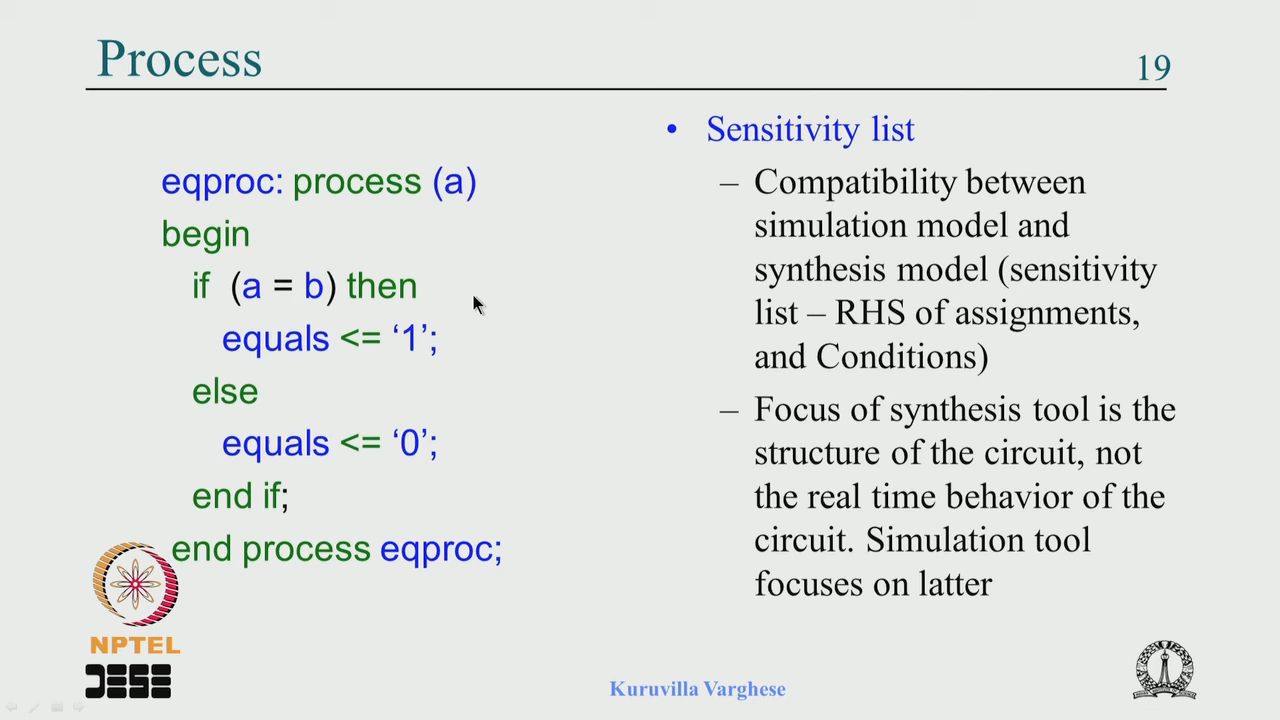 Process
19
eqproc: process (a)
begin
if (a = b) then
equals <= ‘1’;
else
equals <= ‘0’;
end if;
end process eqproc;
• Sensitivity list
– Compatibility between
simulation model and
synthesis model (sensitivity
list – RHS of assignments,
and Conditions)
– Focus of synthesis tool is the
structure of the circuit, not
the real time behavior of the
circuit. Simulation tool
focuses on latter
NPTEL
DESE
Kuruvilla Varghese